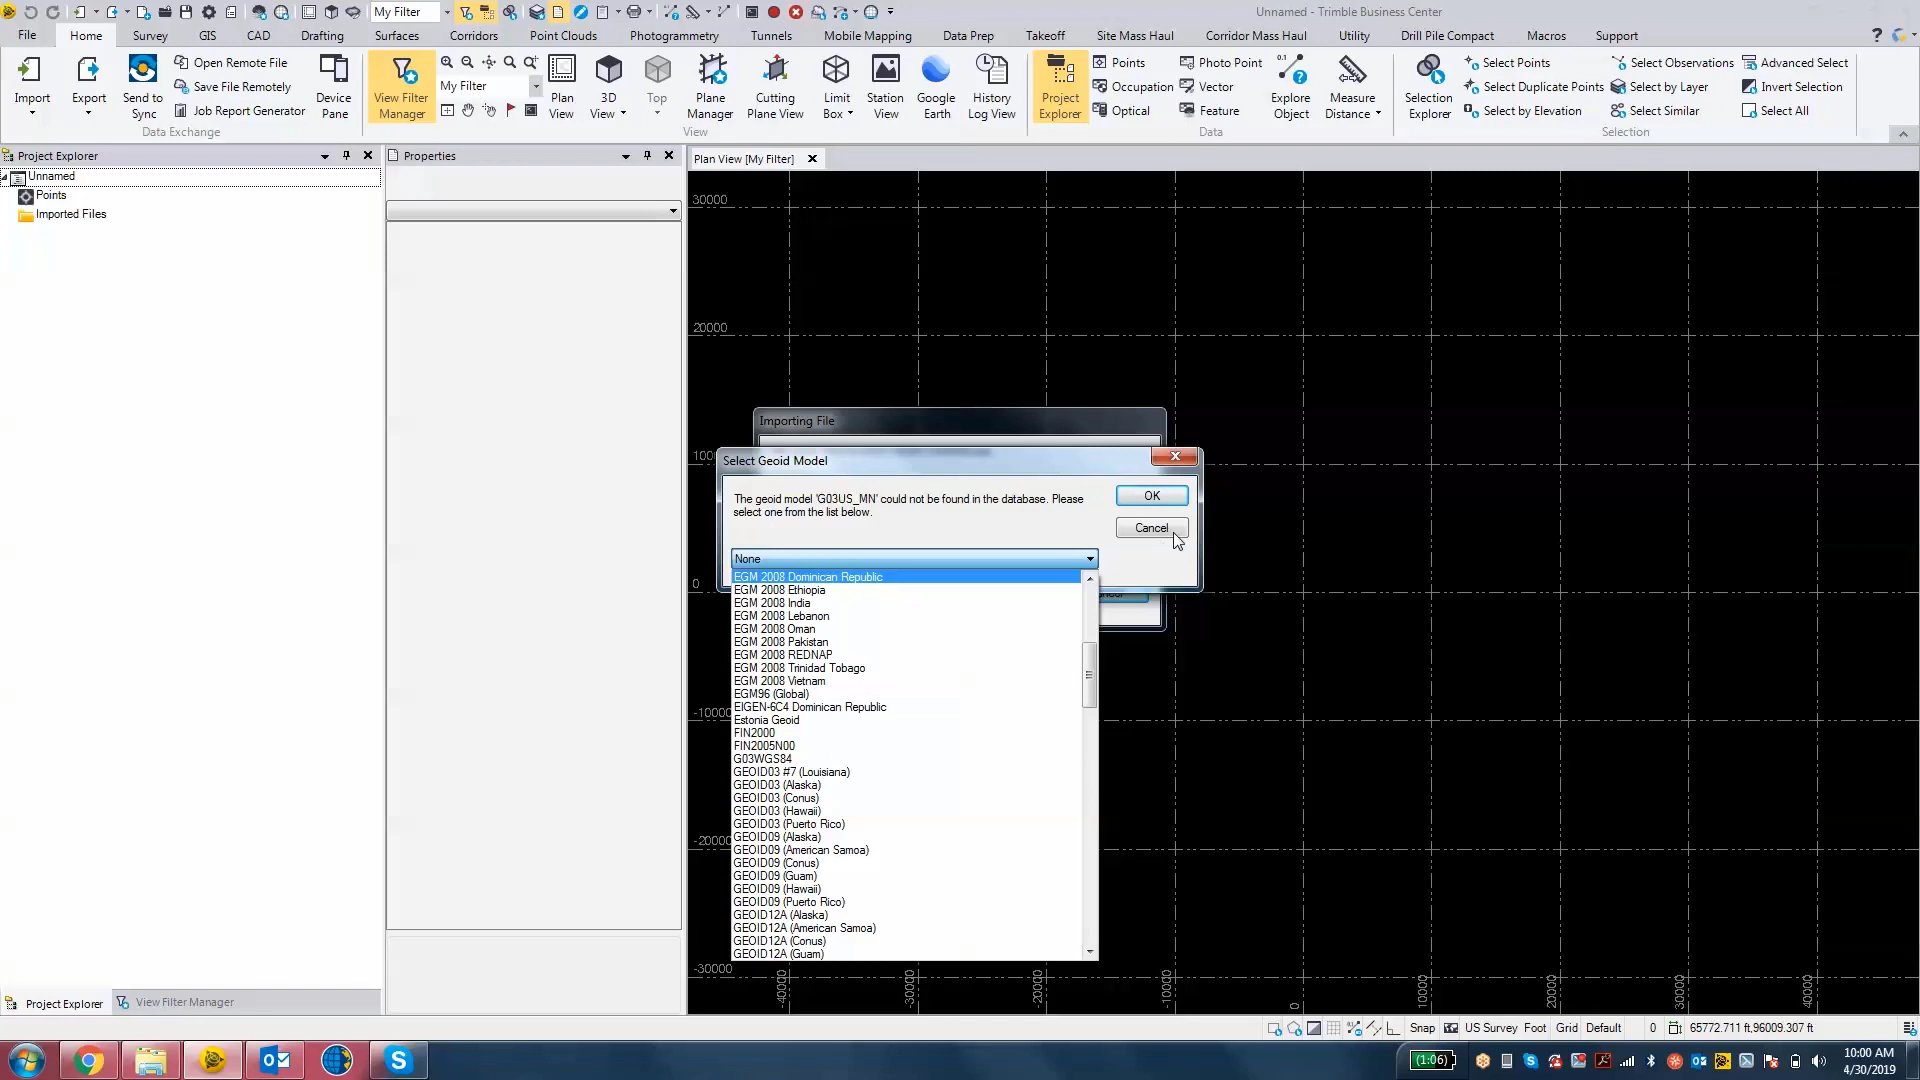 My Filter
Unnamed - Trimble Business Center
File Home Survey GIS CAD Drafting Surfaces Corridors Point Clouds Photogrammetry Tunnels Mobile Mapping Data Prep Takeoff Site Mass Haul Corridor Mass Haul Utility Drill Pile Compact Macros Support
Import
Export
Send to Sync
Open Remote File
Save File Remotely
Job Report Generator
Data Exchange
Device Pane
View Filter Manager
My Filter
Plan View
3D View
Top
Plane Manager
Cutting Plane View
Limit Box
Station View
Google Earth
History Log View
View
Project Explorer
Points
Occupation
Optical
Photo Point
Vector
Feature
Explore Object
Measure Distance
Data
Selection Explorer
Select Points
Select Duplicate Points
Select by Elevation
Select Observations
Select by Layer
Select Similar
Advanced Select
Invert Selection
Select All
Selection
Project Explorer
Unnamed
Points
Imported Files
Properties
Plan View [My Filter]
30000
20000
0
-10000
-20000
-30000
-40000
-30000
-20000
-10000
0
10000
20000
30000
40000
Importing File
Select Geoid Model
The geoid model 'G03US_MN' could not be found in the database. Please
select one from the list below.
OK
Cancel
None
EGM 2008 Dominican Republic
EGM 2008 Ethiopia
EGM 2008 India
EGM 2008 Lebanon
EGM 2008 Oman
EGM 2008 Pakistan
EGM 2008 REDNAP
EGM 2008 Trinidad Tobago
EGM 2008 Vietnam
EGM96 (Global)
EIGEN-6C4 Dominican Republic
Estonia Geoid
FIN2000
FIN2005N00
G03WGS84
GEOID03 #7 (Louisiana)
GEOID03 (Alaska)
GEOID03 (Conus)
GEOID03 (Hawaii)
GEOID03 (Puerto Rico)
GEOID09 (Alaska)
GEOID09 (American Samoa)
GEOID09 (Conus)
GEOID09 (Guam)
GEOID09 (Hawaii)
GEOID09 (Puerto Rico)
GEOID12A (Alaska)
GEOID12A (American Samoa)
GEOID12A (Conus)
GEOID12A (Guam)
Project Explorer
View Filter Manager
Snap US Survey Foot Grid Default 0 65772.711 ft,96009.307 ft
(1:06)
10:00 AM
4/30/2019